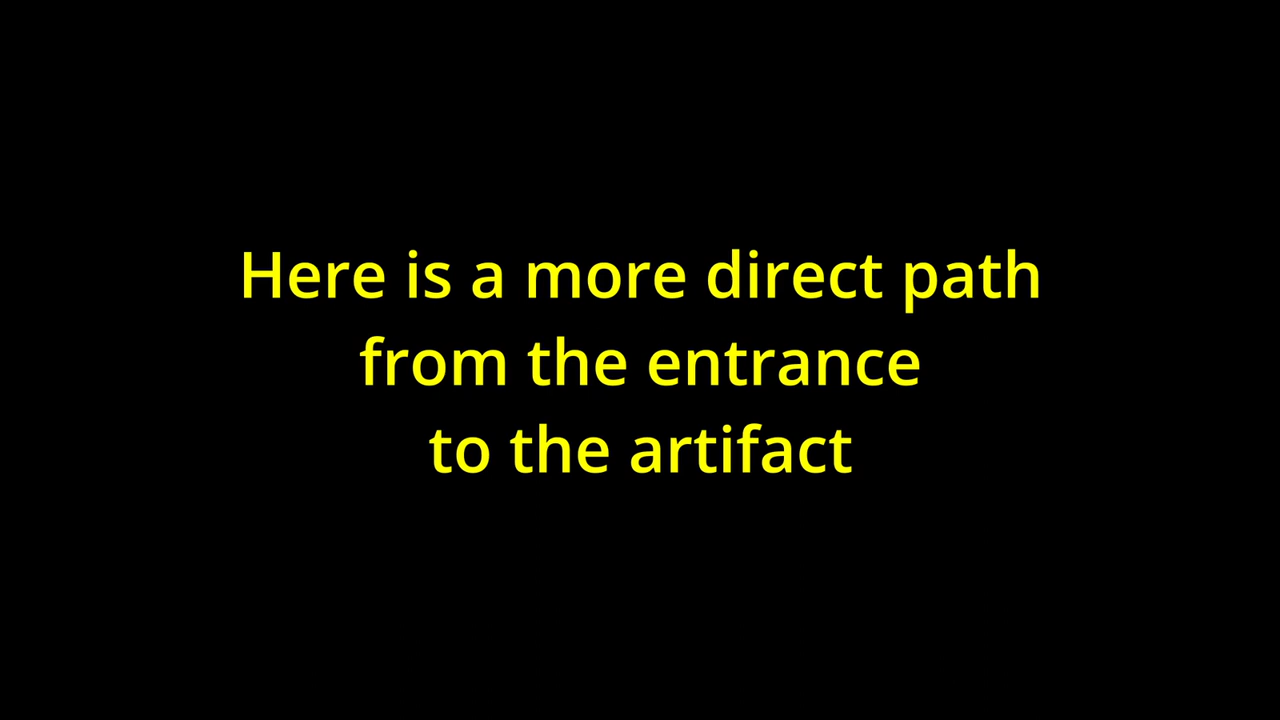 Here is a more direct path
from the entrance
to the artifact